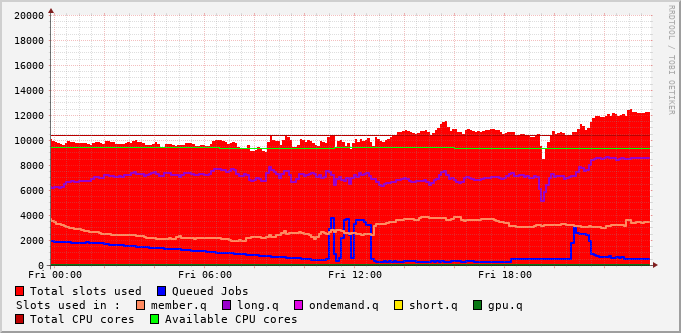 20000
18000
16000
14000
12000
10000
8000
6000
4000
2000
0
Fri 00:00 Fri 06:00 Fri 12:00 Fri 18:00
RRDTOOL / TOBI OETIKER
Total slots used Queued Jobs
Slots used in : member.q long.q ondemand.q short.q gpu.q
Total CPU cores Available CPU cores